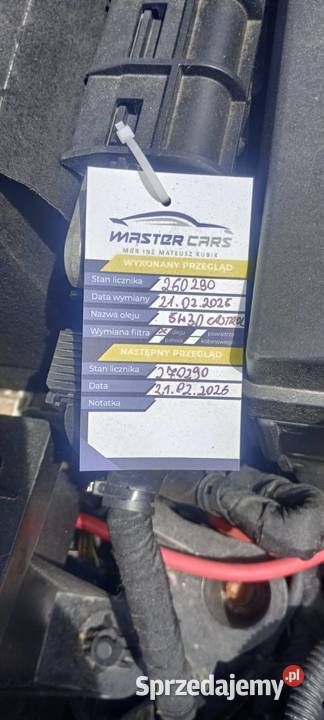 MASTER CARS
MGR INŻ MATEUSZ KUBIK
WYKONANY PRZEGLĄD
Stan licznika 260290
Data wymiany 21.02.2025
Nazwa oleju 5W30 CASTROL
Wymiana filtra oleju powietrza
paliwa kabinowego
NASTĘPNY PRZEGLĄD
Stan licznika 270290
Data 21.02.2026
Notatka
Sprzedajemy.pl